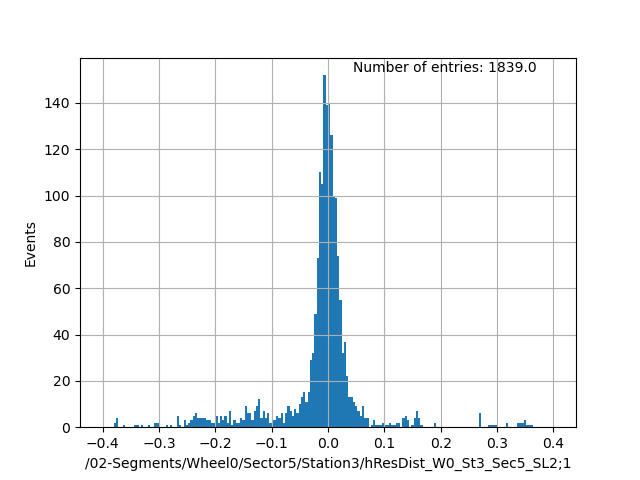 Number of entries: 1839.0
140
120
100
80
60
40
20
0
Events
−0.4 −0.3 −0.2 −0.1 0.0 0.1 0.2 0.3 0.4
/02-Segments/Wheel0/Sector5/Station3/hResDist_W0_St3_Sec5_SL2;1